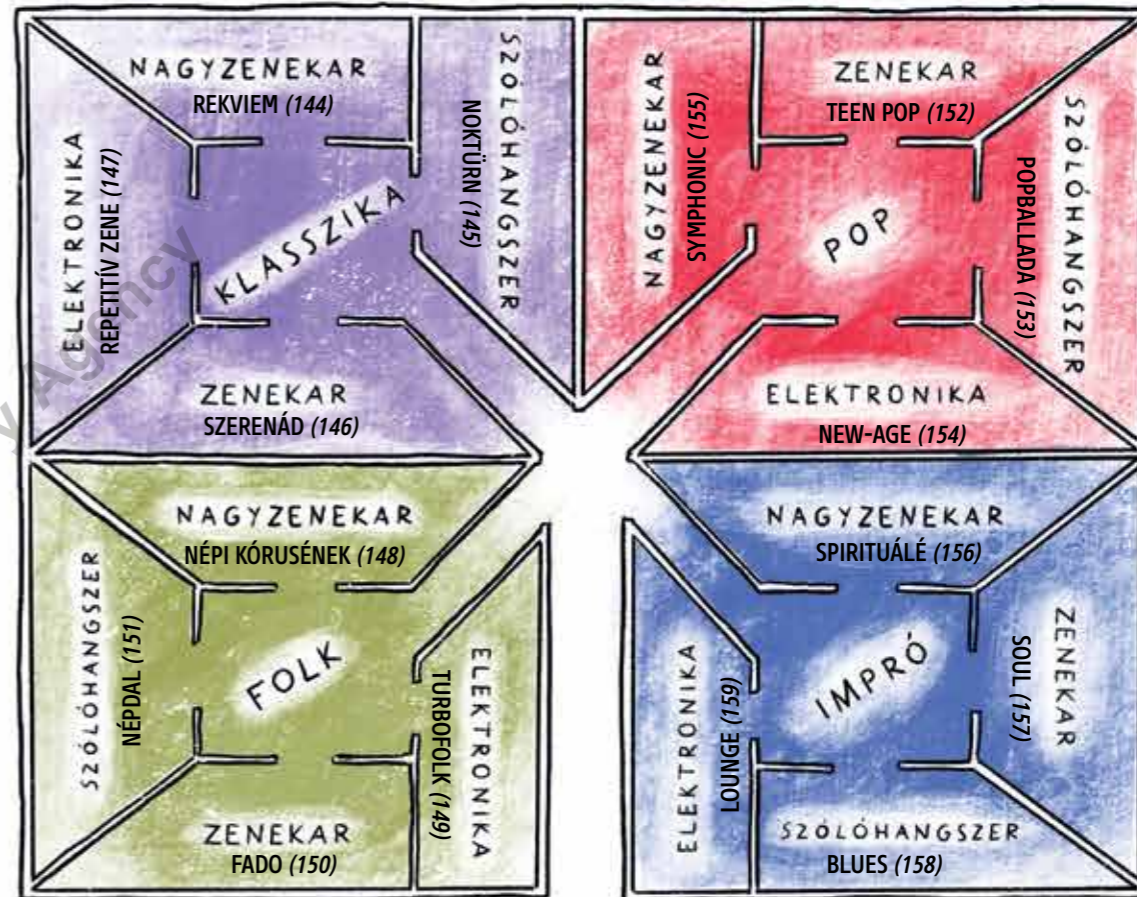 NAGYZENEKAR
REKVIEM (144)
SZÓLÓHANGSZER
NOKTÜRN (145)
ELEKTRONIKA
REPETITÍV ZENE (147)
KLASSZIKA
ZENEKAR
SZERENÁD (146)
NAGYZENEKAR
SYMPHONIC (155)
ZENEKAR
TEEN POP (152)
SZÓLÓHANGSZER
POPBALLADA (153)
POP
ELEKTRONIKA
NEW-AGE (154)
NAGYZENEKAR
NÉPI KÓRUSÉNEK (148)
SZÓLÓHANGSZER
NÉPDAL (151)
FOLK
ELEKTRONIKA
TURBOFOLK (149)
ZENEKAR
FADO (150)
NAGYZENEKAR
SPIRITUÁLÉ (156)
ELEKTRONIKA
LOUNGE (159)
IMPRÓ
ZENEKAR
SOUL (157)
SZÓLÓHANGSZER
BLUES (158)
y Agency